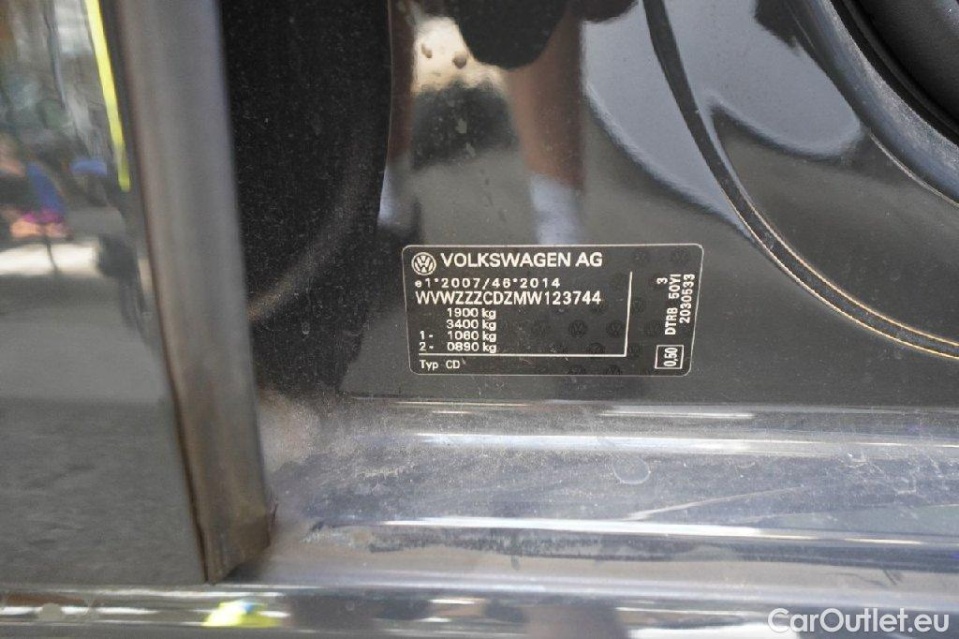 VOLKSWAGEN AG
e1*2007/46*2014
WVWZZZCDZMW123744
1900 kg
3400 kg
1- 1060 kg
2- 0890 kg
Typ CD
3
DTRB 50YI
2030533
0,50
CarOutlet.eu